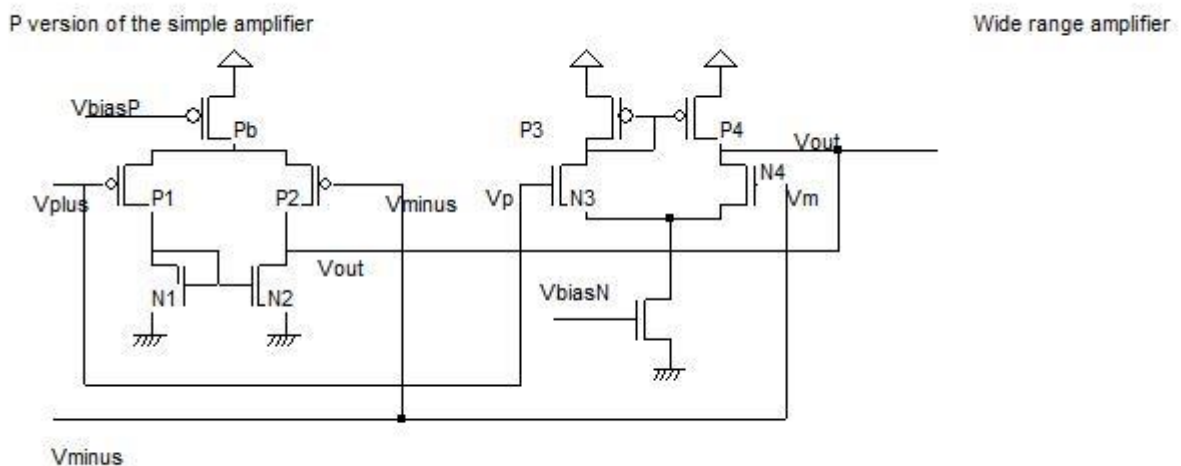 P version of the simple amplifier
Wide range amplifier
VbiasP
Pb
P3
P4
Vout
Vplus
P1
P2
Vminus
Vp
N3
N4
Vm
Vout
N1
N2
VbiasN
Vminus